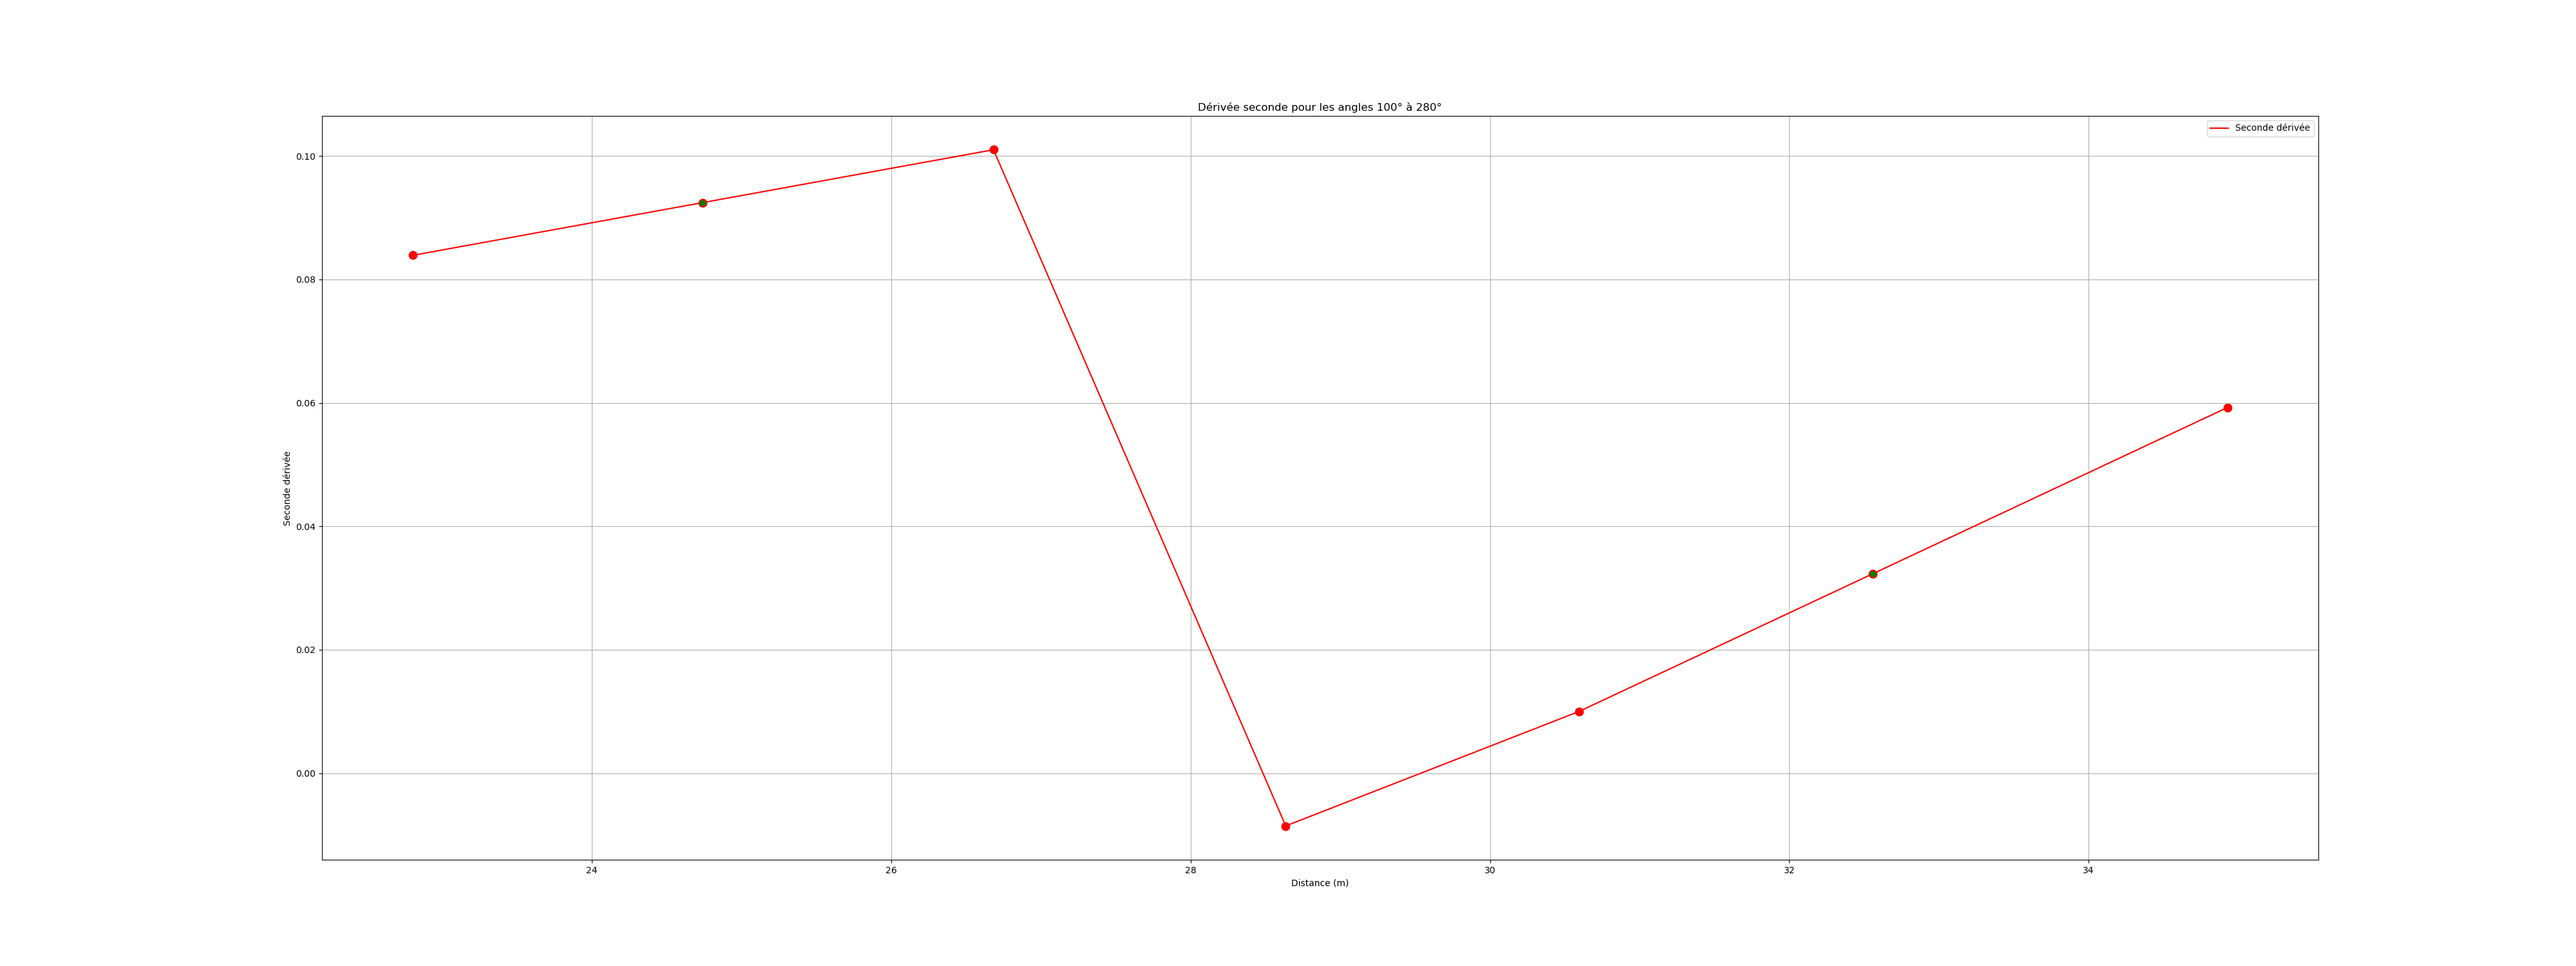 Dérivée seconde pour les angles 100° à 280°
Seconde dérivée
0.10
0.08
0.06
0.04
0.02
0.00
Seconde dérivée
24 26 28 30 32 34
Distance (m)